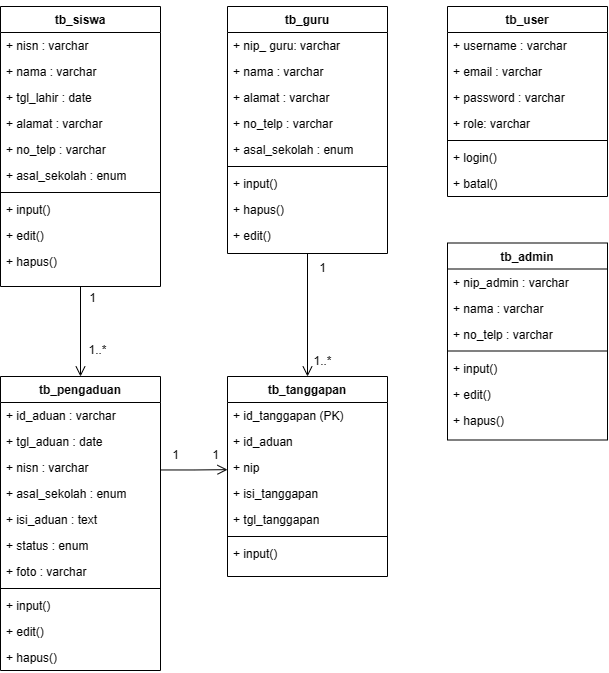 tb_siswa
+ nisn : varchar
+ nama : varchar
+ tgl_lahir : date
+ alamat : varchar
+ no_telp : varchar
+ asal_sekolah : enum
+ input()
+ edit()
+ hapus()
tb_guru
+ nip_ guru: varchar
+ nama : varchar
+ alamat : varchar
+ no_telp : varchar
+ asal_sekolah : enum
+ input()
+ hapus()
+ edit()
tb_user
+ username : varchar
+ email : varchar
+ password : varchar
+ role: varchar
+ login()
+ batal()
tb_admin
+ nip_admin : varchar
+ nama : varchar
+ no_telp : varchar
+ input()
+ edit()
+ hapus()
1
1..*
1
1..*
tb_pengaduan
+ id_aduan : varchar
+ tgl_aduan : date
+ nisn : varchar
+ asal_sekolah : enum
+ isi_aduan : text
+ status : enum
+ foto : varchar
+ input()
+ edit()
+ hapus()
1
1
tb_tanggapan
+ id_tanggapan (PK)
+ id_aduan
+ nip
+ isi_tanggapan
+ tgl_tanggapan
+ input()